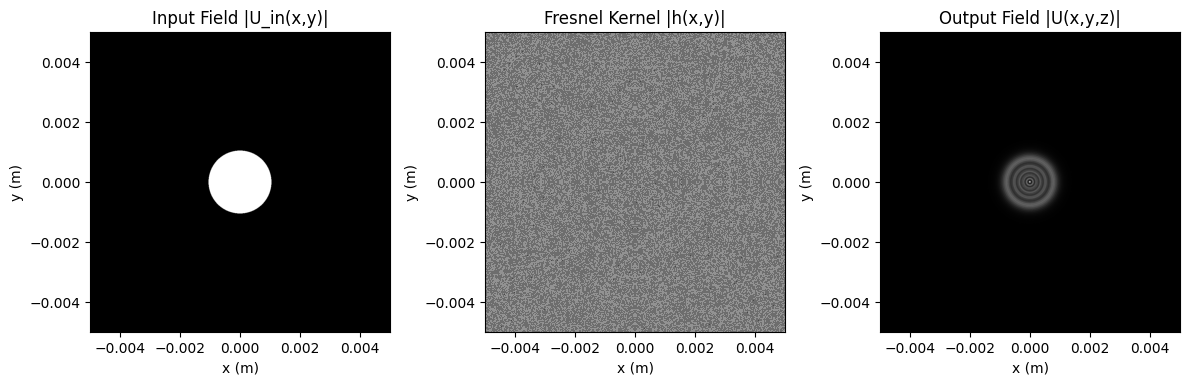 Input Field |U_in(x,y)|
0.004
0.002
0.000
−0.002
−0.004
y (m)
−0.004 −0.002 0.000 0.002 0.004
x (m)
Fresnel Kernel |h(x,y)|
0.004
0.002
0.000
−0.002
−0.004
y (m)
−0.004 −0.002 0.000 0.002 0.004
x (m)
Output Field |U(x,y,z)|
0.004
0.002
0.000
−0.002
−0.004
y (m)
−0.004 −0.002 0.000 0.002 0.004
x (m)